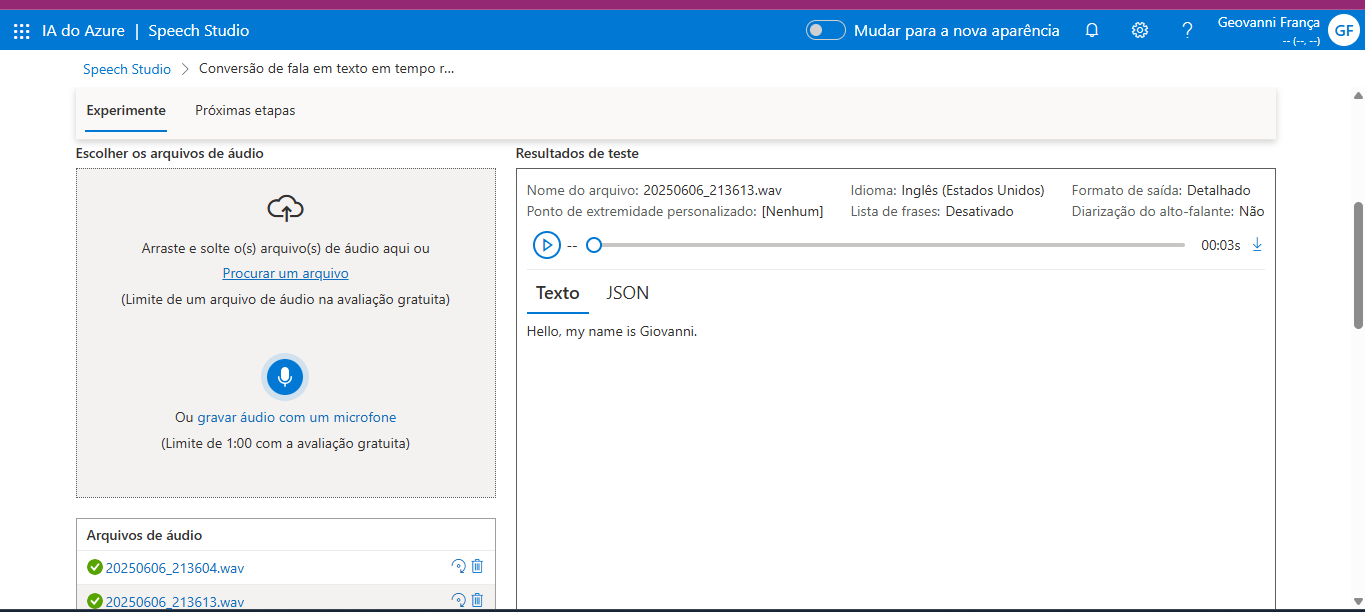 IA do Azure | Speech Studio
Mudar para a nova aparência
?
Geovanni França
-- (--, --)
GF
Speech Studio > Conversão de fala em texto em tempo r...
Experimente
Próximas etapas
Escolher os arquivos de áudio
Arraste e solte o(s) arquivo(s) de áudio aqui ou
Procurar um arquivo
(Limite de um arquivo de áudio na avaliação gratuita)
Ou gravar áudio com um microfone
(Limite de 1:00 com a avaliação gratuita)
Arquivos de áudio
20250606_213604.wav
20250606_213613.wav
Resultados de teste
Nome do arquivo: 20250606_213613.wav
Idioma: Inglês (Estados Unidos)
Formato de saída: Detalhado
Ponto de extremidade personalizado: [Nenhum]
Lista de frases: Desativado
Diarização do alto-falante: Não
--
00:03s
Texto
JSON
Hello, my name is Giovanni.